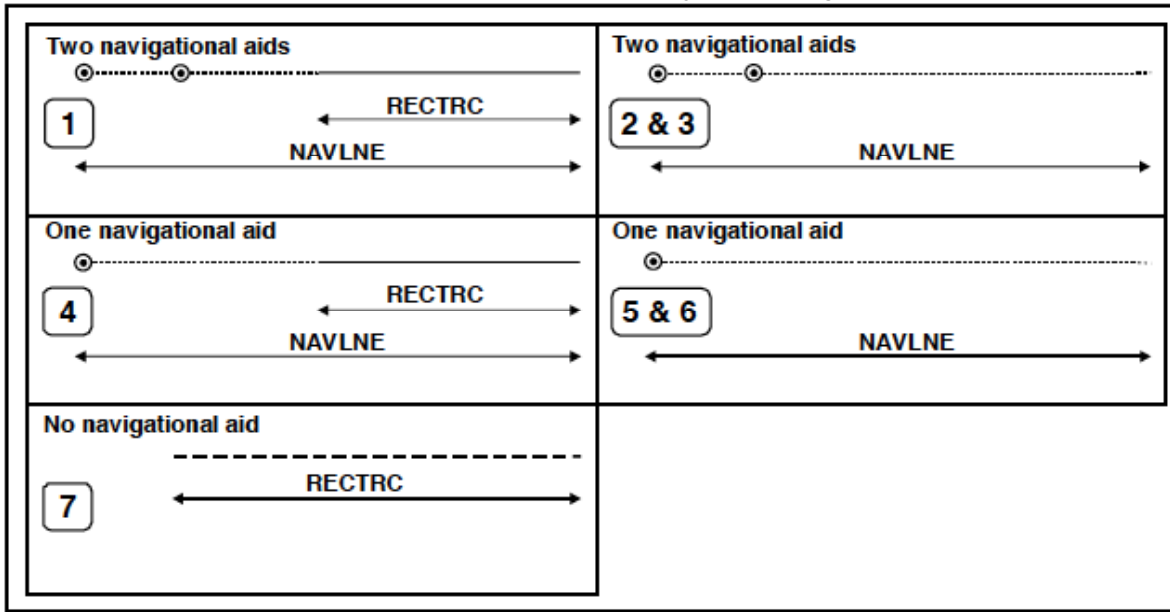 Two navigational aids
1
RECTRC
NAVLNE
Two navigational aids
2 & 3
NAVLNE
One navigational aid
4
RECTRC
NAVLNE
One navigational aid
5 & 6
NAVLNE
No navigational aid
7
RECTRC